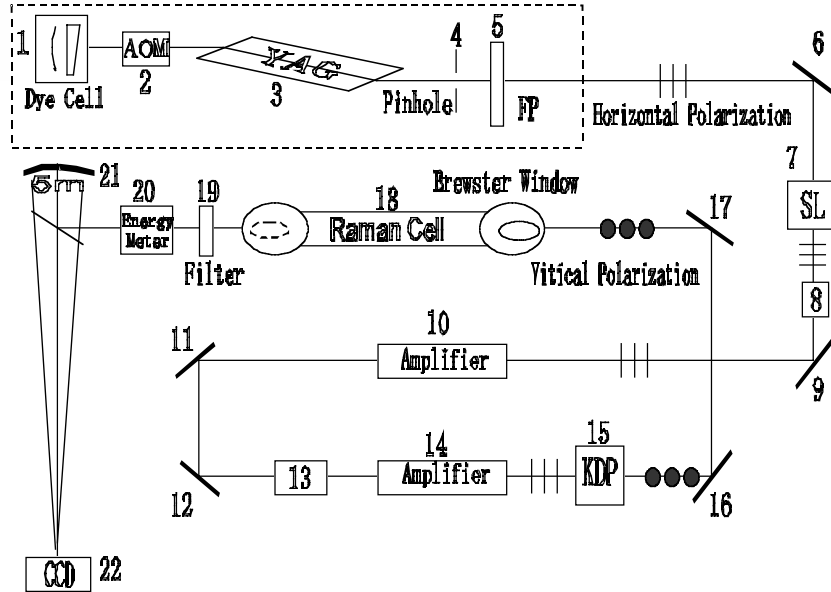 1
Dye Cell
AOM
2
YAG
3
4
Pinhole
5
FP
Horizontal Polarization
6
7
SL
8
9
5m
21
20
Energy
Meter
19
Filter
18
Raman Cell
Brewster Window
Vitical Polarization
17
11
10
Amplifier
12
13
14
Amplifier
15
KDP
16
CCD
22